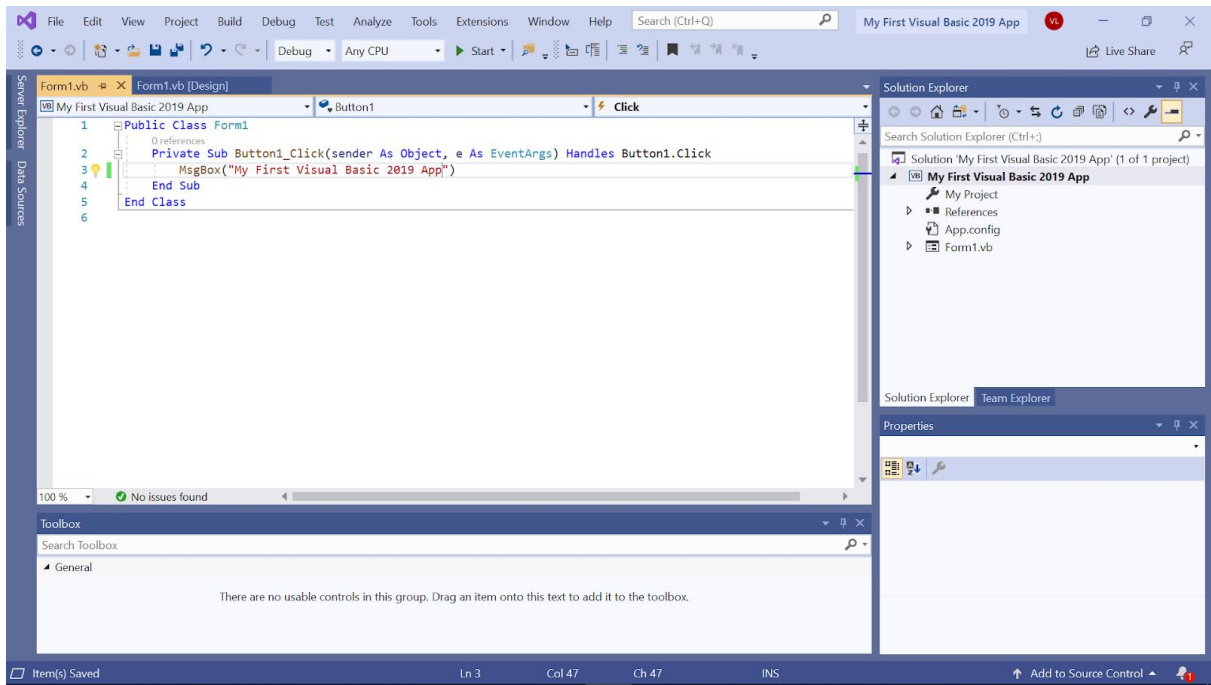 File Edit View Project Build Debug Test Analyze Tools Extensions Window Help Search (Ctrl+Q) My First Visual Basic 2019 App VL
Debug Any CPU Start Live Share
Server Explorer
Data Sources
Form1.vb Form1.vb [Design]
VB My First Visual Basic 2019 App Button1 Click
1 Public Class Form1
0 references
2 Private Sub Button1_Click(sender As Object, e As EventArgs) Handles Button1.Click
3 MsgBox("My First Visual Basic 2019 App")
4 End Sub
5 End Class
6
100 % No issues found
Toolbox
Search Toolbox
General
There are no usable controls in this group. Drag an item onto this text to add it to the toolbox.
Solution Explorer
Search Solution Explorer (Ctrl+;)
Solution 'My First Visual Basic 2019 App' (1 of 1 project)
VB My First Visual Basic 2019 App
My Project
References
App.config
Form1.vb
Solution Explorer Team Explorer
Properties
Item(s) Saved Ln 3 Col 47 Ch 47 INS Add to Source Control 1